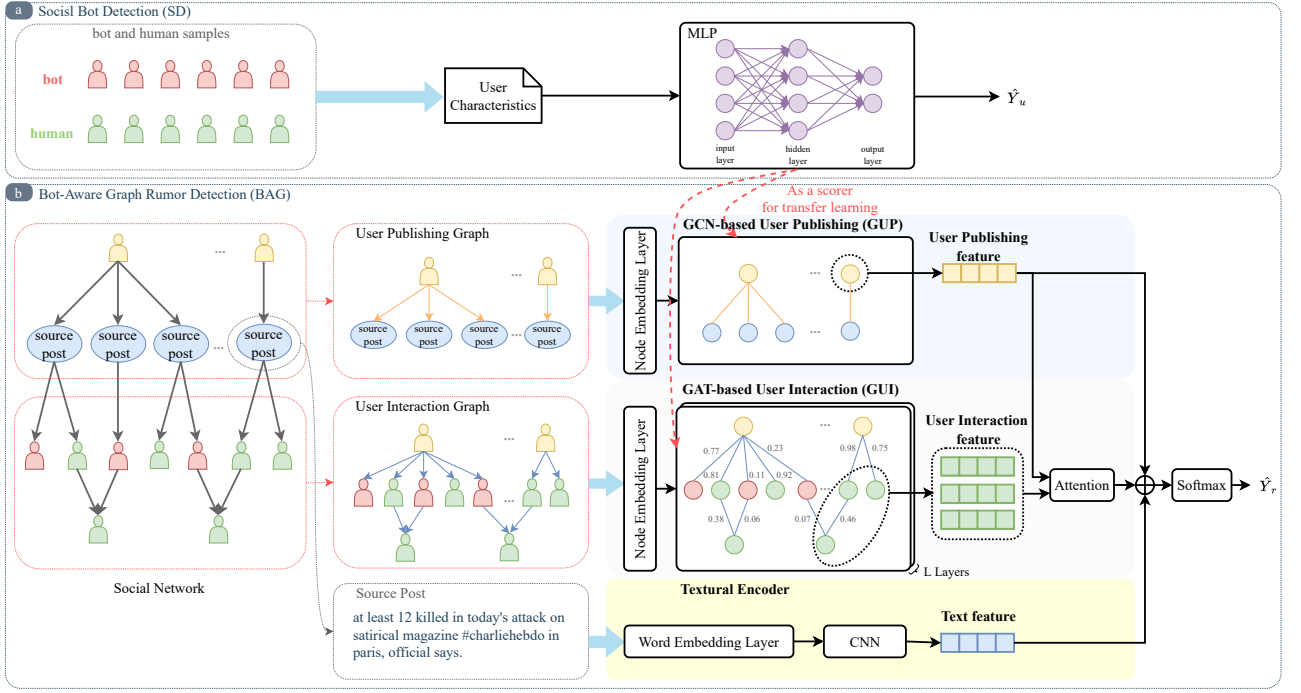 a Socisl Bot Detection (SD)
bot and human samples
bot
human
User
Characteristics
MLP
input
layer
hidden
layer
output
layer
Ŷ_u
b Bot-Aware Graph Rumor Detection (BAG)
As a scorer
for transfer learning
...
source
post
source
post
source
post
...
source
post
Social Network
User Publishing Graph
...
source
post
source
post
source
post
...
source
post
User Interaction Graph
...
...
Source Post
at least 12 killed in today's attack on
satirical magazine #charliehebdo in
paris, official says.
Node Embedding Layer
GCN-based User Publishing (GUP)
...
...
User Publishing
feature
Node Embedding Layer
GAT-based User Interaction (GUI)
...
0.77
0.23
0.98
0.75
0.81
0.11
0.92
...
0.38
0.06
0.07
0.46
L Layers
User Interaction
feature
Attention
Softmax
Ŷ_r
Textural Encoder
Word Embedding Layer
CNN
Text feature